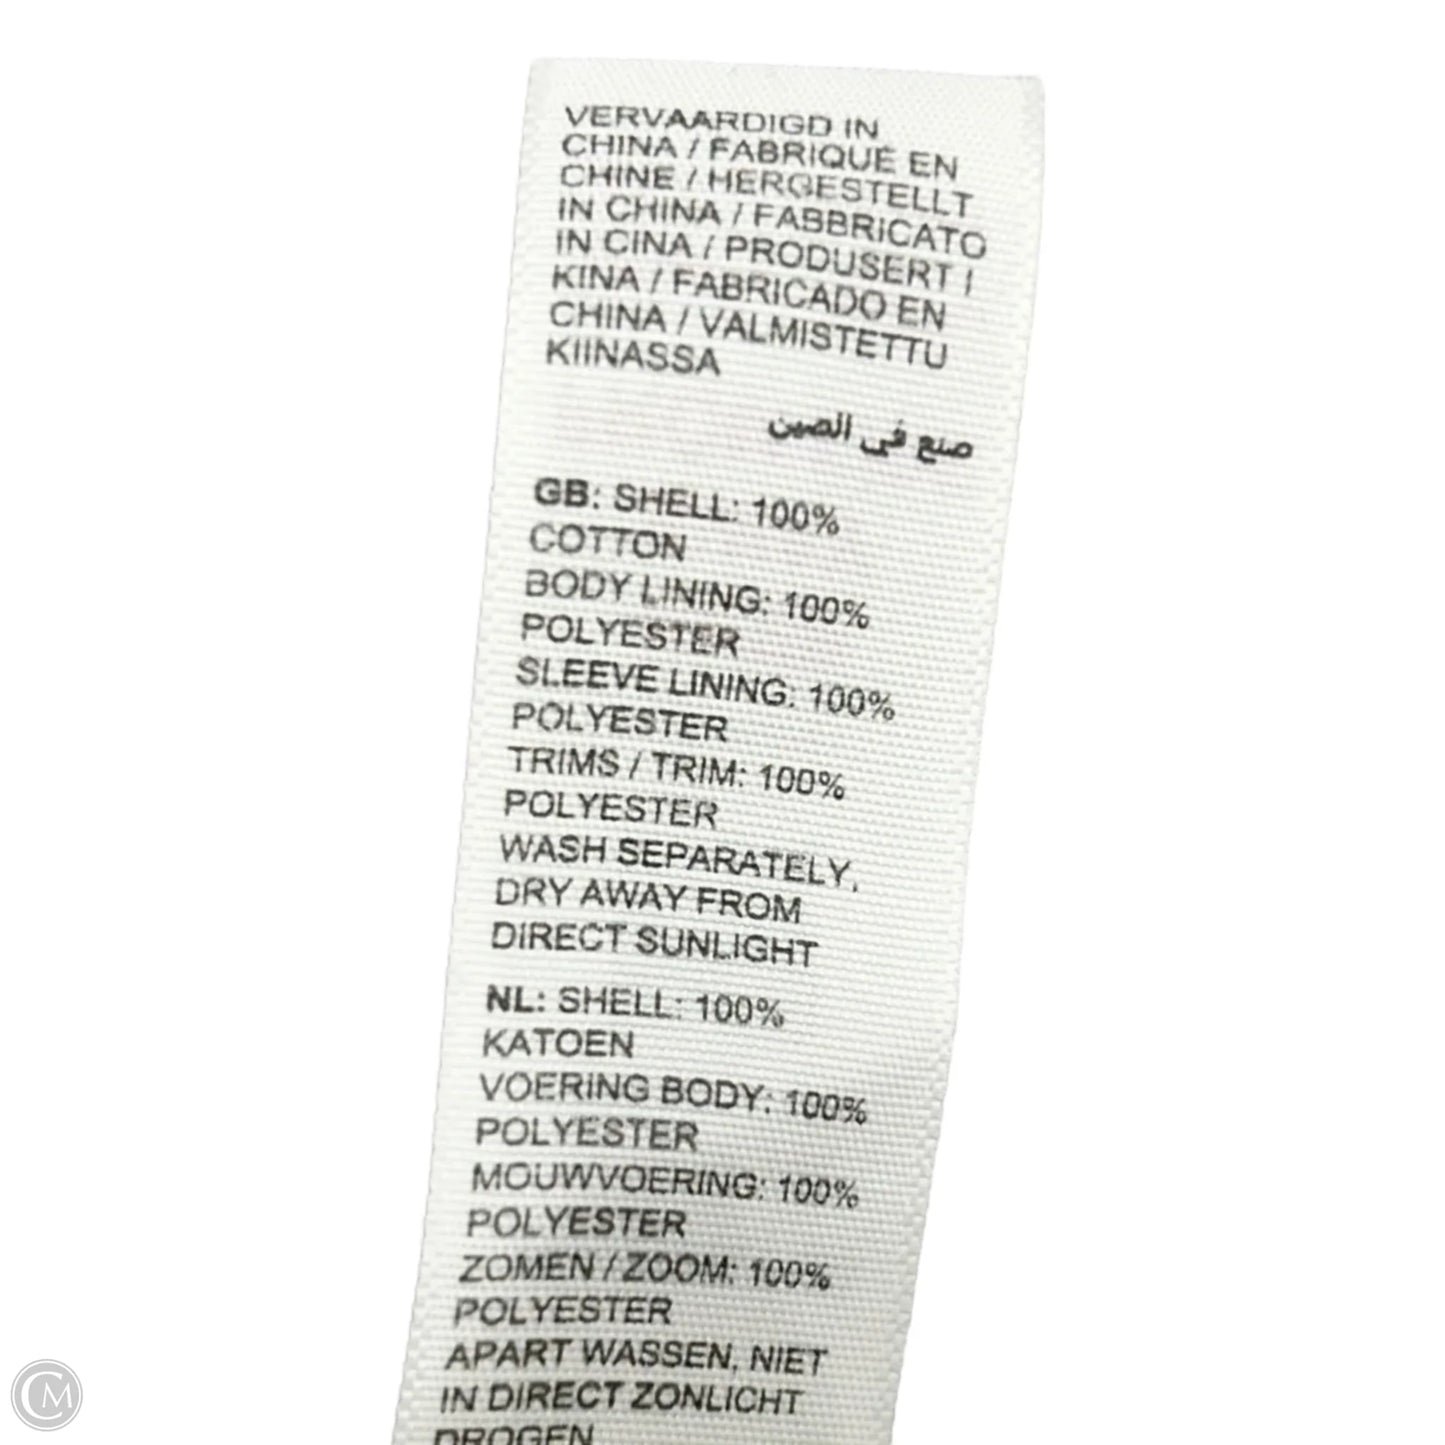 VERVAARDIGD IN
CHINA / FABRIQUÉ EN
CHINE / HERGESTELLT
IN CHINA / FABBRICATO
IN CINA / PRODUSERT I
KINA / FABRICADO EN
CHINA / VALMISTETTU
KIINASSA
صنع في الصين
GB: SHELL: 100%
COTTON
BODY LINING: 100%
POLYESTER
SLEEVE LINING: 100%
POLYESTER
TRIMS / TRIM: 100%
POLYESTER
WASH SEPARATELY,
DRY AWAY FROM
DIRECT SUNLIGHT
NL: SHELL: 100%
KATOEN
VOERING BODY: 100%
POLYESTER
MOUWVOERING: 100%
POLYESTER
ZOMEN / ZOOM: 100%
POLYESTER
APART WASSEN, NIET
IN DIRECT ZONLICHT
DROGEN
CM